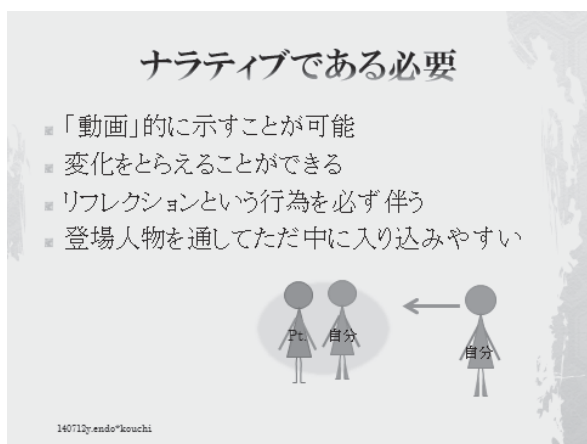 ナラティブである必要
「動画」的に示すことが可能
変化をとらえることができる
リフレクションという行為を必ず伴う
登場人物を通してただ中に入り込みやすい
Pt. 自分
自分
140712y.endo*kouchi